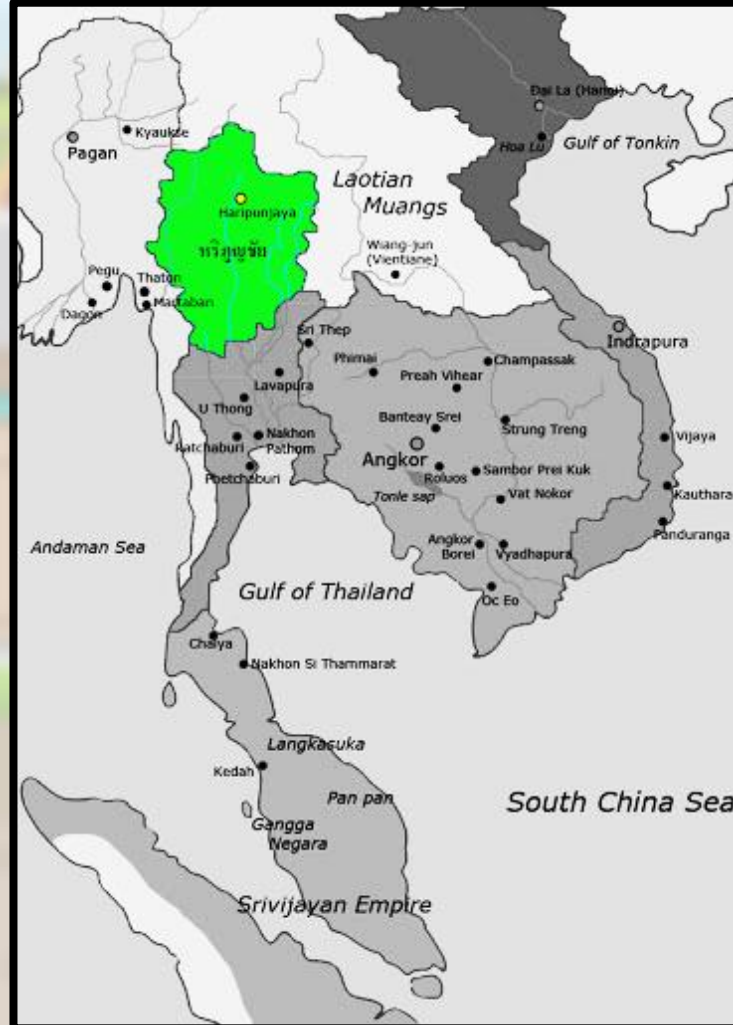 Đại La (Hanoi)
Kyaukse
Pagan
Hoa Lu
Gulf of Tonkin
Laotian
Muangs
Haripunjaya
หริภุญชัย
Wiang-jun
(Vientiane)
Pegu
Thaton
Dagon
Martaban
Sri Thep
Indrapura
Phimai
Champassak
Lavapura
Preah Vihear
U Thong
Banteay Srei
Strung Treng
Ratchaburi
Nakhon
Pathom
Angkor
Vijaya
Phetchaburi
Roluos
Sambor Prei Kuk
Tonle sap
Vat Nokor
Kauthara
Panduranga
Andaman Sea
Angkor
Borei
Vyadhapura
Gulf of Thailand
Oc Eo
Chaiya
Nakhon Si Thammarat
Langkasuka
Kedah
Pan pan
South China Sea
Gangga
Negara
Srivijayan Empire